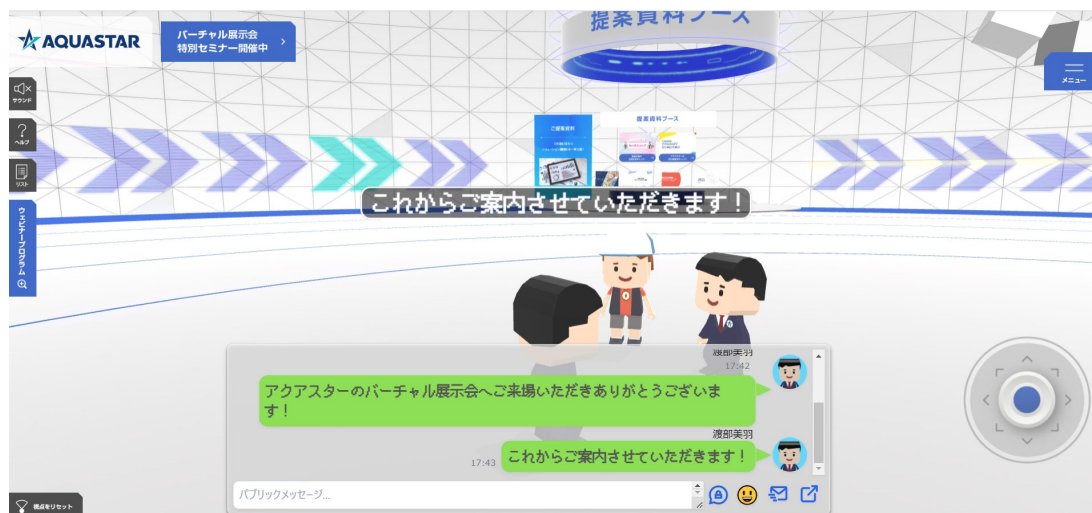 AQUASTAR
バーチャル展示会
特別セミナー開催中
提案資料ブース
メニュー
サウンド
ヘルプ
リスト
ウェビナープログラム
ご提案資料
提案資料ブース
これからご案内させていただきます！
渡部美羽
17:42
アクアスターのバーチャル展示会へご来場いただきありがとうございま
す！
渡部美羽
17:43
これからご案内させていただきます！
パブリックメッセージ...
視点をリセット